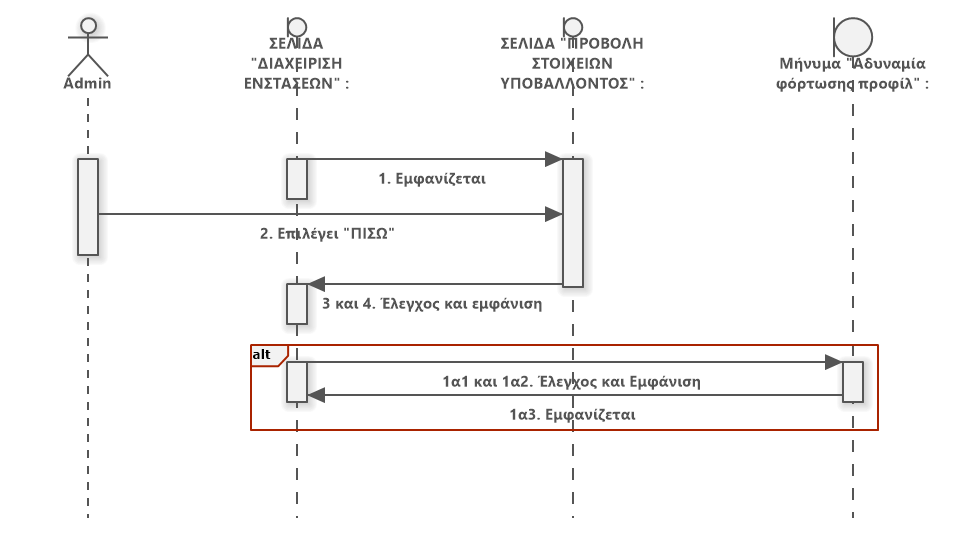 Admin
ΣΕΛΙΔΑ
"ΔΙΑΧΕΙΡΙΣΗ
ΕΝΣΤΑΣΕΩΝ" :
ΣΕΛΙΔΑ "ΠΡΟΒΟΛΗ
ΣΤΟΙΧΕΙΩΝ
ΥΠΟΒΑΛΛΟΝΤΟΣ" :
Μήνυμα "Αδυναμία
φόρτωσης προφίλ" :
1. Εμφανίζεται
2. Επιλέγει "ΠΙΣΩ"
3 και 4. Έλεγχος και εμφάνιση
alt
1α1 και 1α2. Έλεγχος και Εμφάνιση
1α3. Εμφανίζεται